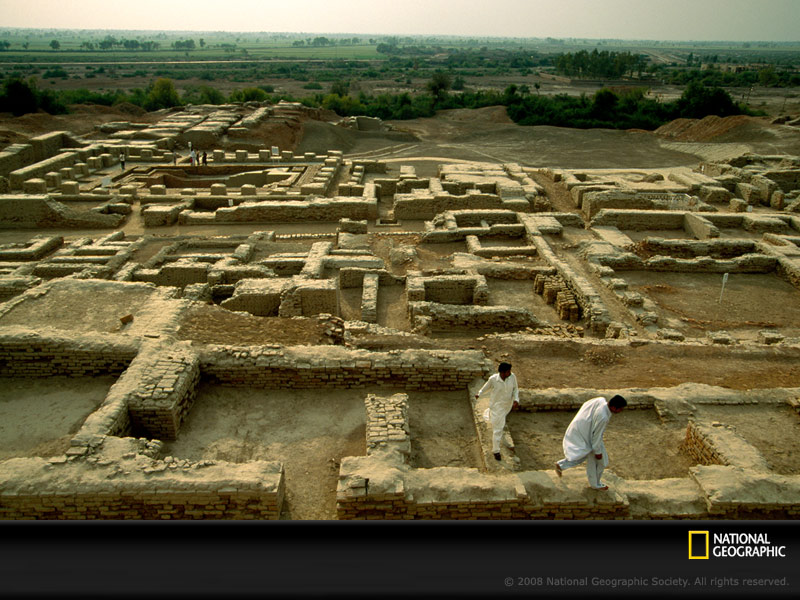 NATIONAL
GEOGRAPHIC
© 2008 National Geographic Society. All rights reserved.